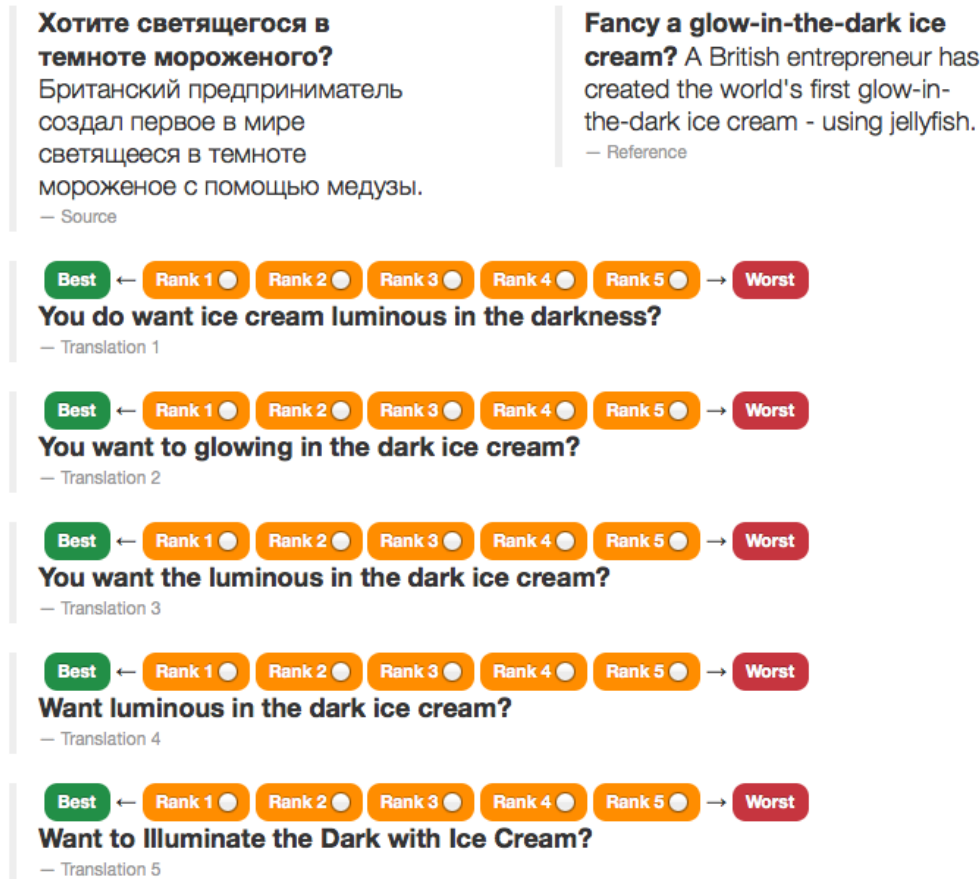 Хотите светящегося в
темноте мороженого?
Британский предприниматель
создал первое в мире
светящееся в темноте
мороженое с помощью медузы.
— Source
Fancy a glow-in-the-dark ice
cream? A British entrepreneur has
created the world's first glow-in-
the-dark ice cream - using jellyfish.
— Reference
Best ← Rank 1 Rank 2 Rank 3 Rank 4 Rank 5 → Worst
You do want ice cream luminous in the darkness?
— Translation 1
Best ← Rank 1 Rank 2 Rank 3 Rank 4 Rank 5 → Worst
You want to glowing in the dark ice cream?
— Translation 2
Best ← Rank 1 Rank 2 Rank 3 Rank 4 Rank 5 → Worst
You want the luminous in the dark ice cream?
— Translation 3
Best ← Rank 1 Rank 2 Rank 3 Rank 4 Rank 5 → Worst
Want luminous in the dark ice cream?
— Translation 4
Best ← Rank 1 Rank 2 Rank 3 Rank 4 Rank 5 → Worst
Want to Illuminate the Dark with Ice Cream?
— Translation 5